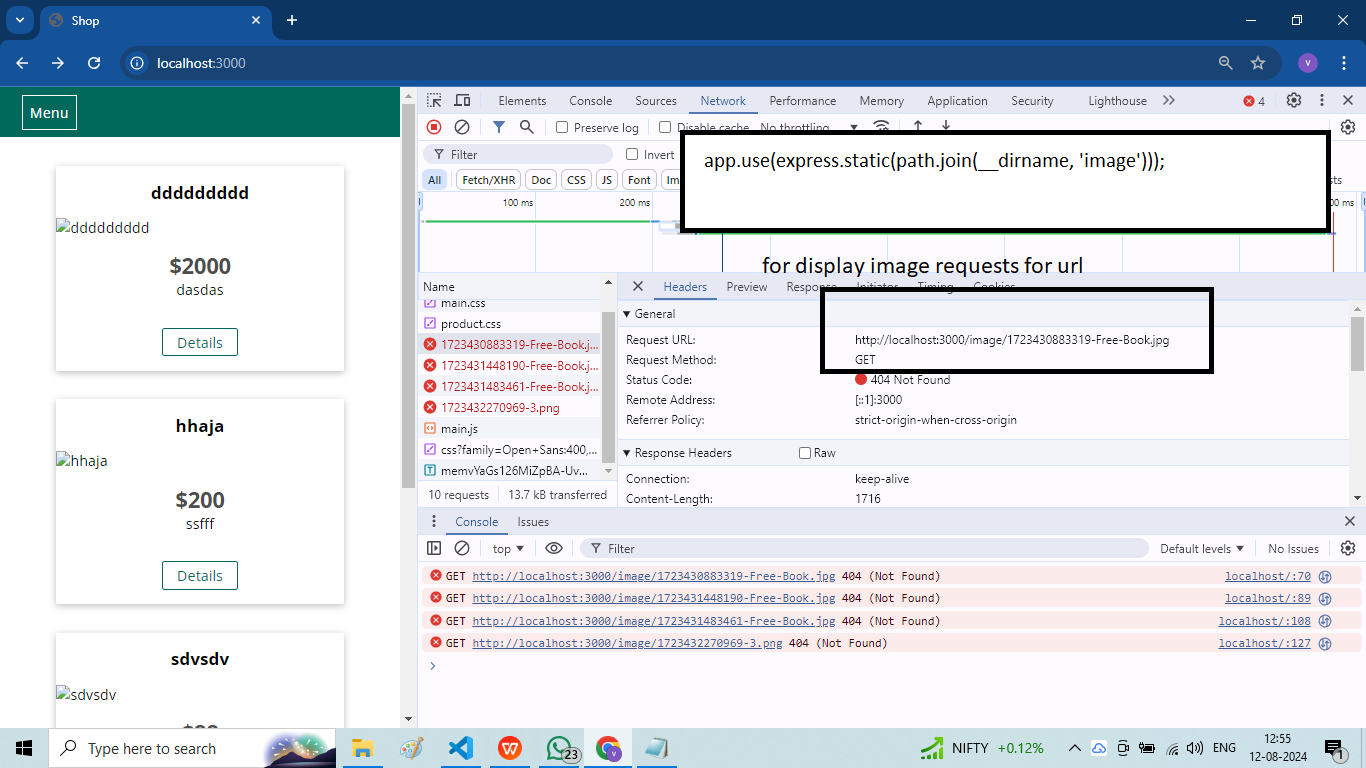 Shop
localhost:3000
Menu
ddddddddd
ddddddddd
$2000
dasdas
Details
hhaja
hhaja
$200
ssfff
Details
sdvsdv
sdvsdv
Elements Console Sources Network Performance Memory Application Security Lighthouse 4
Preserve log Disable cache No throttling
Filter Invert
All Fetch/XHR Doc CSS JS Font
100 ms 200 ms
app.use(express.static(path.join(__dirname, 'image')));
for display image requests for url
Name
main.css
product.css
1723430883319-Free-Book.j...
1723431448190-Free-Book.j...
1723431483461-Free-Book.j...
1723432270969-3.png
main.js
css?family=Open+Sans:400,...
memvYaGs126MiZpBA-Uv...
10 requests 13.7 kB transferred
Headers Preview Response Initiator Timing Cookies
General
Request URL: http://localhost:3000/image/1723430883319-Free-Book.jpg
Request Method: GET
Status Code: 404 Not Found
Remote Address: [::1]:3000
Referrer Policy: strict-origin-when-cross-origin
Response Headers Raw
Connection: keep-alive
Content-Length: 1716
Console Issues
top Filter Default levels No Issues
GET http://localhost:3000/image/1723430883319-Free-Book.jpg 404 (Not Found) localhost/:70
GET http://localhost:3000/image/1723431448190-Free-Book.jpg 404 (Not Found) localhost/:89
GET http://localhost:3000/image/1723431483461-Free-Book.jpg 404 (Not Found) localhost/:108
GET http://localhost:3000/image/1723432270969-3.png 404 (Not Found) localhost/:127
Type here to search
23
NIFTY +0.12%
ENG
12:55
12-08-2024
1